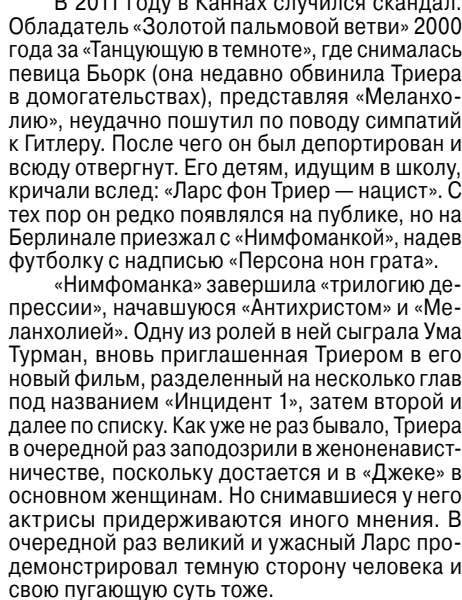 В 2011 году в Каннах случился скандал.
Обладатель «Золотой пальмовой ветви» 2000
года за «Танцующую в темноте», где снималась
певица Бьорк (она недавно обвинила Триера
в домогательствах), представляя «Меланхо-
лию», неудачно пошутил по поводу симпатий
к Гитлеру. После чего он был депортирован и
всюду отвергнут. Его детям, идущим в школу,
кричали вслед: «Ларс фон Триер — нацист». С
тех пор он редко появлялся на публике, но на
Берлинале приезжал с «Нимфоманкой», надев
футболку с надписью «Персона нон грата».
«Нимфоманка» завершила «трилогию де-
прессии», начавшуюся «Антихристом» и «Ме-
ланхолией». Одну из ролей в ней сыграла Ума
Турман, вновь приглашенная Триером в его
новый фильм, разделенный на несколько глав
под названием «Инцидент 1», затем второй и
далее по списку. Как уже не раз бывало, Триера
в очередной раз заподозрили в женоненавист-
ничестве, поскольку достается и в «Джеке» в
основном женщинам. Но снимавшиеся у него
актрисы придерживаются иного мнения. В
очередной раз великий и ужасный Ларс про-
демонстрировал темную сторону человека и
свою пугающую суть тоже.